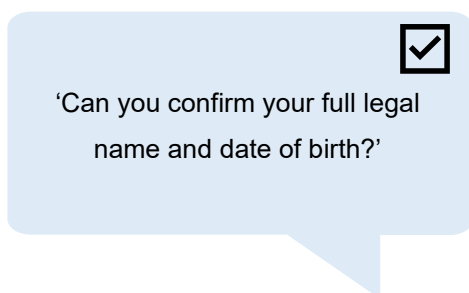 ‘Can you confirm your full legal
name and date of birth?’